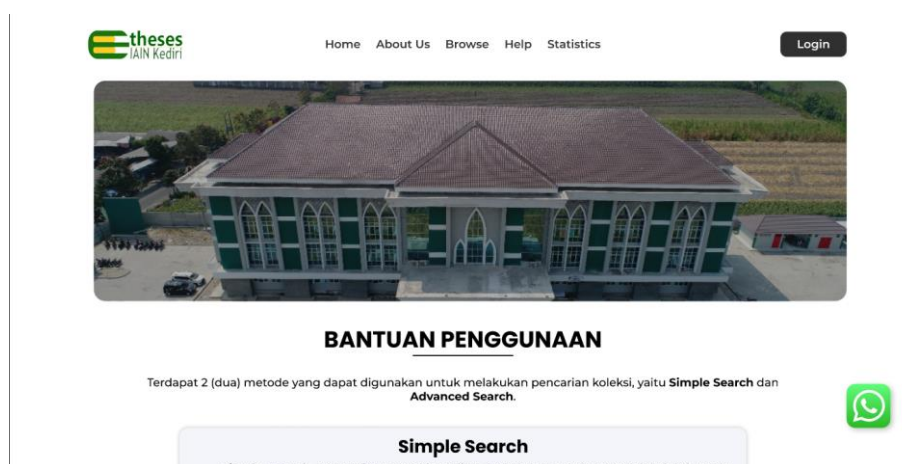 Etheses
IAIN Kediri
Home About Us Browse Help Statistics
Login
BANTUAN PENGGUNAAN
Terdapat 2 (dua) metode yang dapat digunakan untuk melakukan pencarian koleksi, yaitu Simple Search dan
Advanced Search.
Simple Search